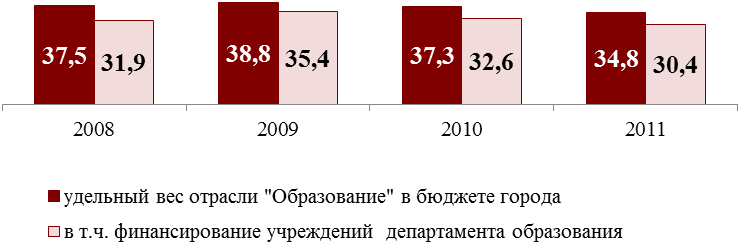 37,5 31,9 38,8 35,4 37,3 32,6 34,8 30,4
2008 2009 2010 2011
удельный вес отрасли "Образование" в бюджете города
в т.ч. финансирование учреждений департамента образования